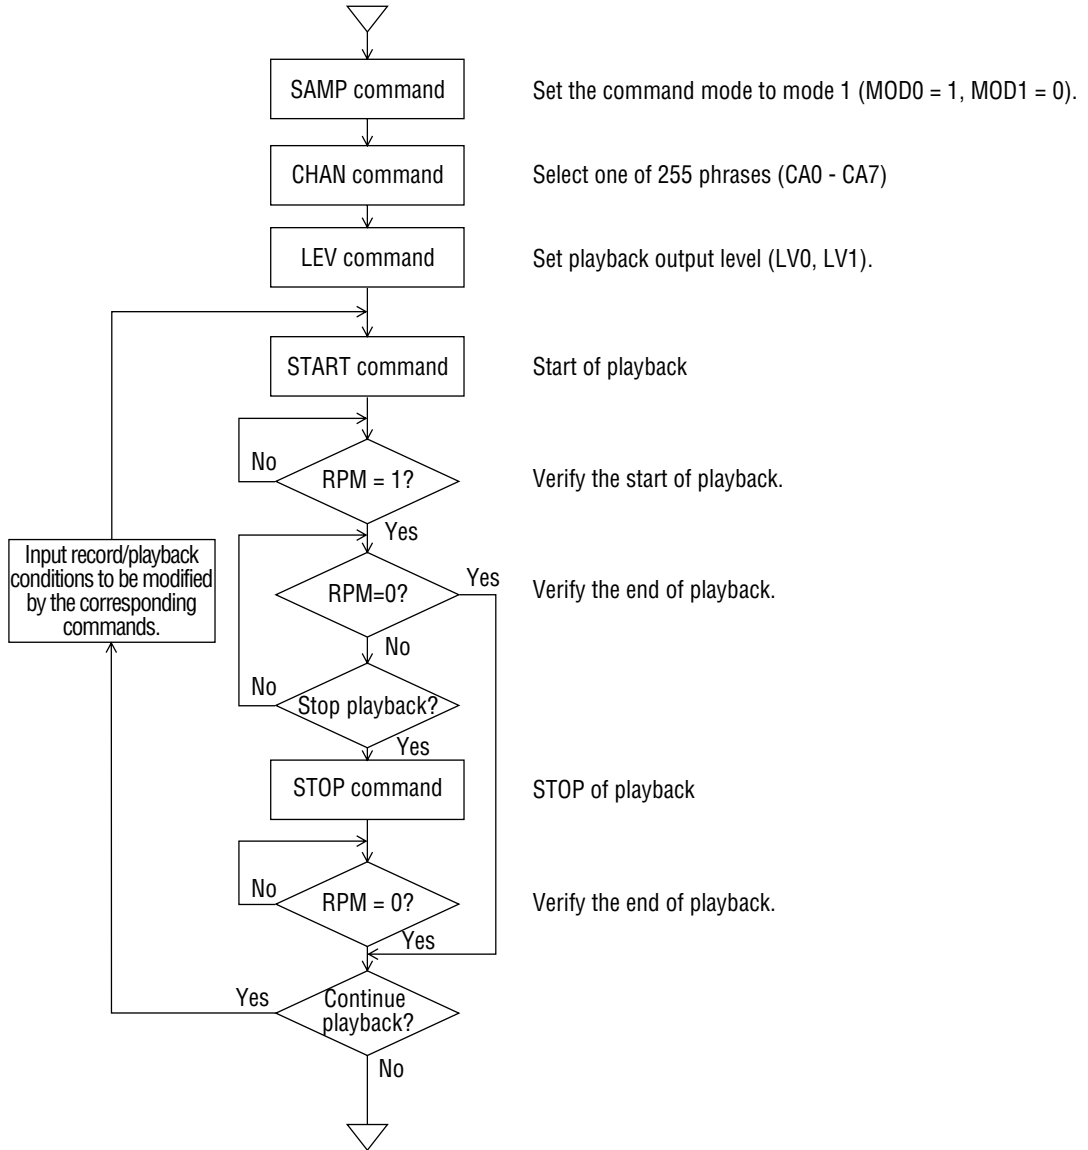 SAMP command
Set the command mode to mode 1 (MOD0 = 1, MOD1 = 0).
CHAN command
Select one of 255 phrases (CA0 - CA7)
LEV command
Set playback output level (LV0, LV1).
START command
Start of playback
No
RPM = 1?
Verify the start of playback.
Yes
Input record/playback
conditions to be modified
by the corresponding
commands.
RPM=0?
Yes
Verify the end of playback.
No
No
Stop playback?
Yes
STOP command
STOP of playback
No
RPM = 0?
Verify the end of playback.
Yes
Yes
Continue
playback?
No